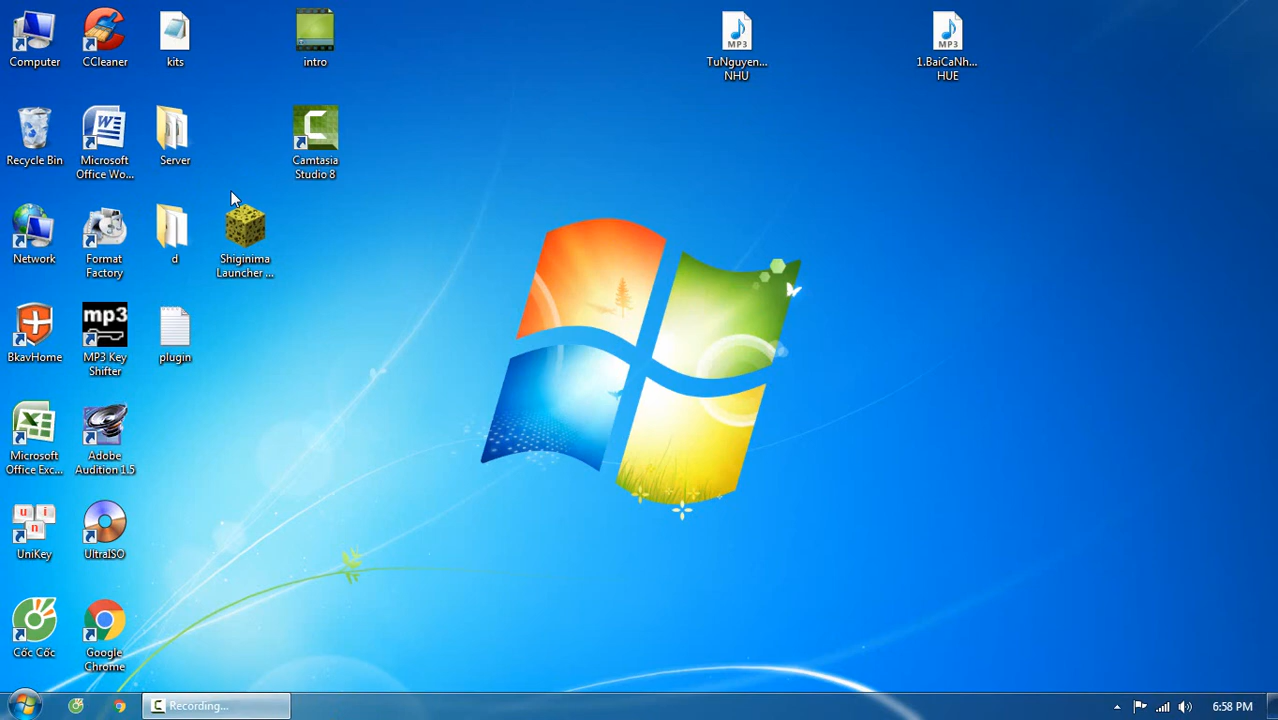 Computer
CCleaner
kits
intro
TuNguyen...
NHU
1.BaiCaNh...
HUE
Recycle Bin
Microsoft
Office Wo...
Server
Camtasia
Studio 8
Network
Format
Factory
d
Shiginima
Launcher ...
BkavHome
mp3
MP3 Key
Shifter
plugin
Microsoft
Office Exc...
Adobe
Audition 1.5
UniKey
UltraISO
Cốc Cốc
Google
Chrome
MP3
MP3
u
i
n
Recording...
6:58 PM